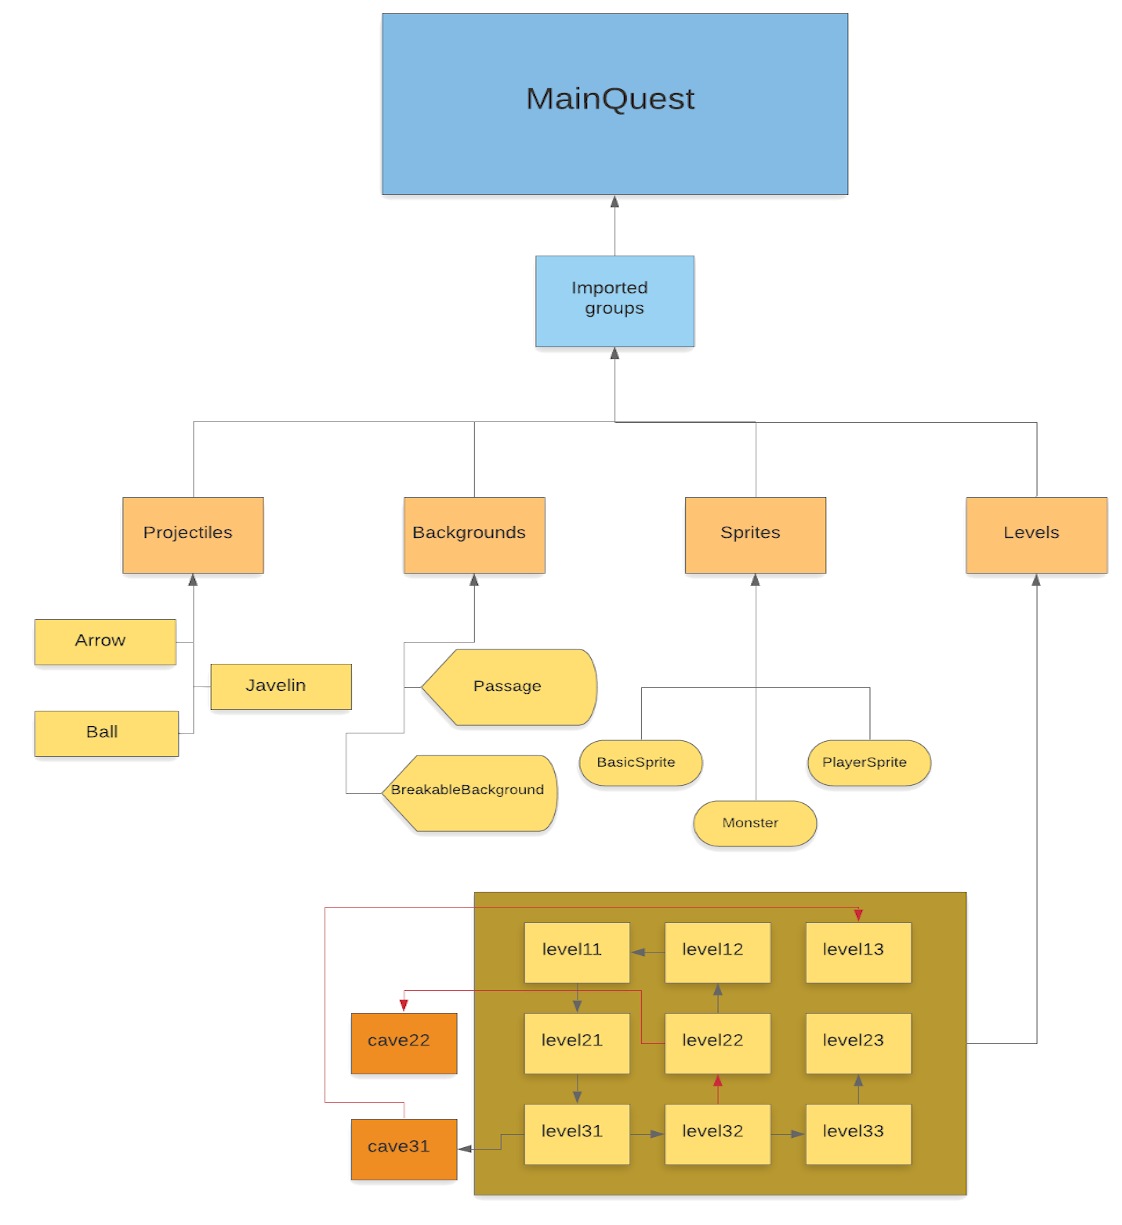 MainQuest
Imported
groups
Projectiles
Backgrounds
Sprites
Levels
Arrow
Javelin
Ball
Passage
BreakableBackground
BasicSprite
PlayerSprite
Monster
level11
level12
level13
cave22
level21
level22
level23
cave31
level31
level32
level33